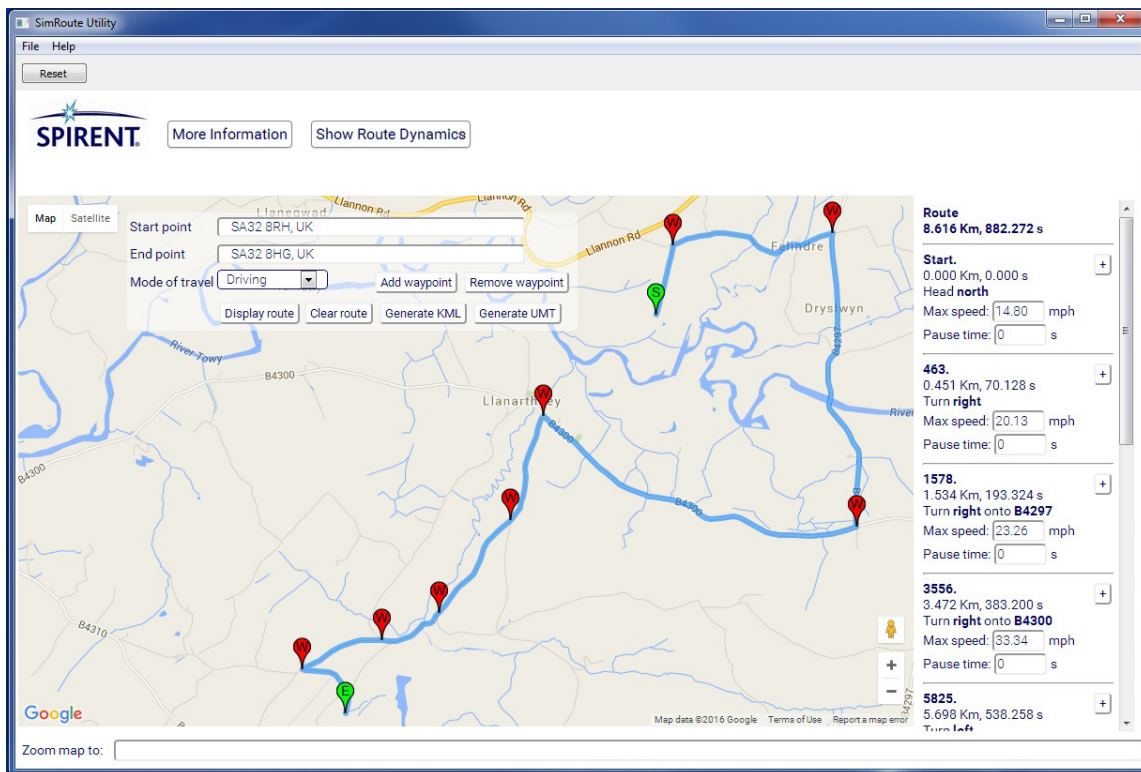 SimRoute Utility
File Help
Reset
SPIRENT®
More Information
Show Route Dynamics
Map Satellite
Start point SA32 8RH, UK
End point SA32 8HG, UK
Mode of travel Driving
Add waypoint Remove waypoint
Display route Clear route Generate KML Generate UMT
Llannon Rd
Llannon Rd
Llanegwad
Felindre
Dryslwyn
B4297
River Towy
B4300
Llanarthney
B4300
B4300
B4300
B4310
B4297
River
W
W
S
W
W
W
W
W
W
E
Google
Map data ©2016 Google Terms of Use Report a map error
+
−
Route
8.616 Km, 882.272 s
Start. +
0.000 Km, 0.000 s
Head north
Max speed: 14.80 mph
Pause time: 0 s
463. +
0.451 Km, 70.128 s
Turn right
Max speed: 20.13 mph
Pause time: 0 s
1578. +
1.534 Km, 193.324 s
Turn right onto B4297
Max speed: 23.26 mph
Pause time: 0 s
3556. +
3.472 Km, 383.200 s
Turn right onto B4300
Max speed: 33.34 mph
Pause time: 0 s
5825. +
5.698 Km, 538.258 s
Turn left
Zoom map to: